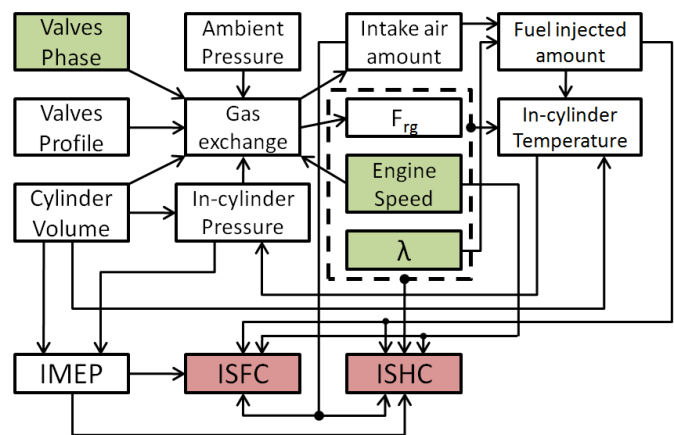 Valves
Phase
Ambient
Pressure
Intake air
amount
Fuel injected
amount
Valves
Profile
Gas
exchange
Frg
In-cylinder
Temperature
Engine
Speed
Cylinder
Volume
In-cylinder
Pressure
λ
IMEP
ISFC
ISHC